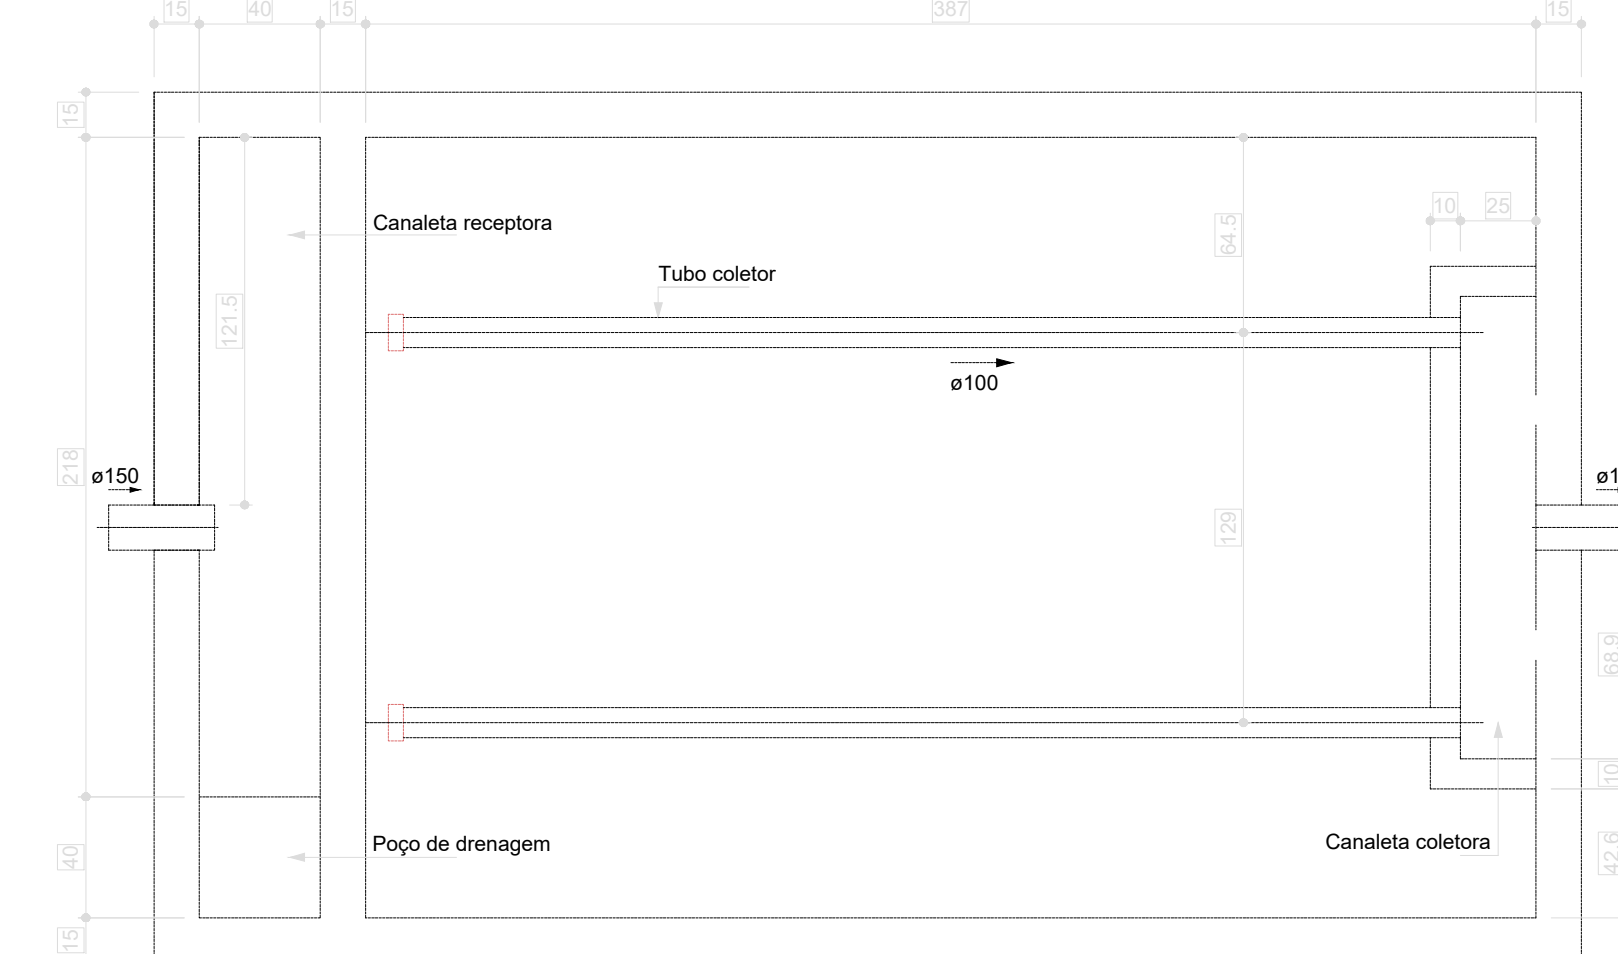 15
40
15
387
15
15
10
25
64.5
Canaleta receptora
Tubo coletor
121.5
ø100
218
ø150
ø1
129
68.9
10
Poço de drenagem
Canaleta coletora
40
42.6
15